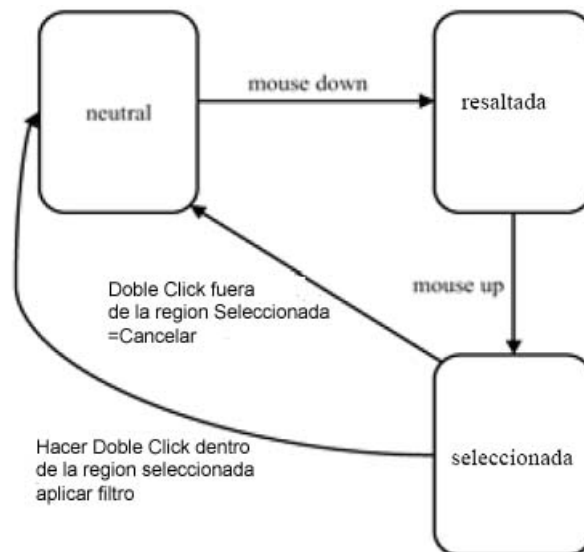 mouse down
neutral
resaltada
mouse up
Doble Click fuera
de la region Seleccionada
=Cancelar
Hacer Doble Click dentro
de la region seleccionada
aplicar filtro
seleccionada